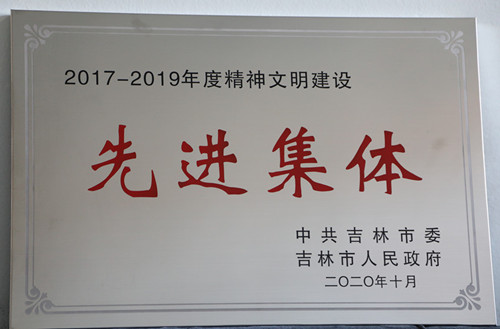 2017-2019年度精神文明建设
先进集体
中共吉林市委
吉林市人民政府
二〇二〇年十月